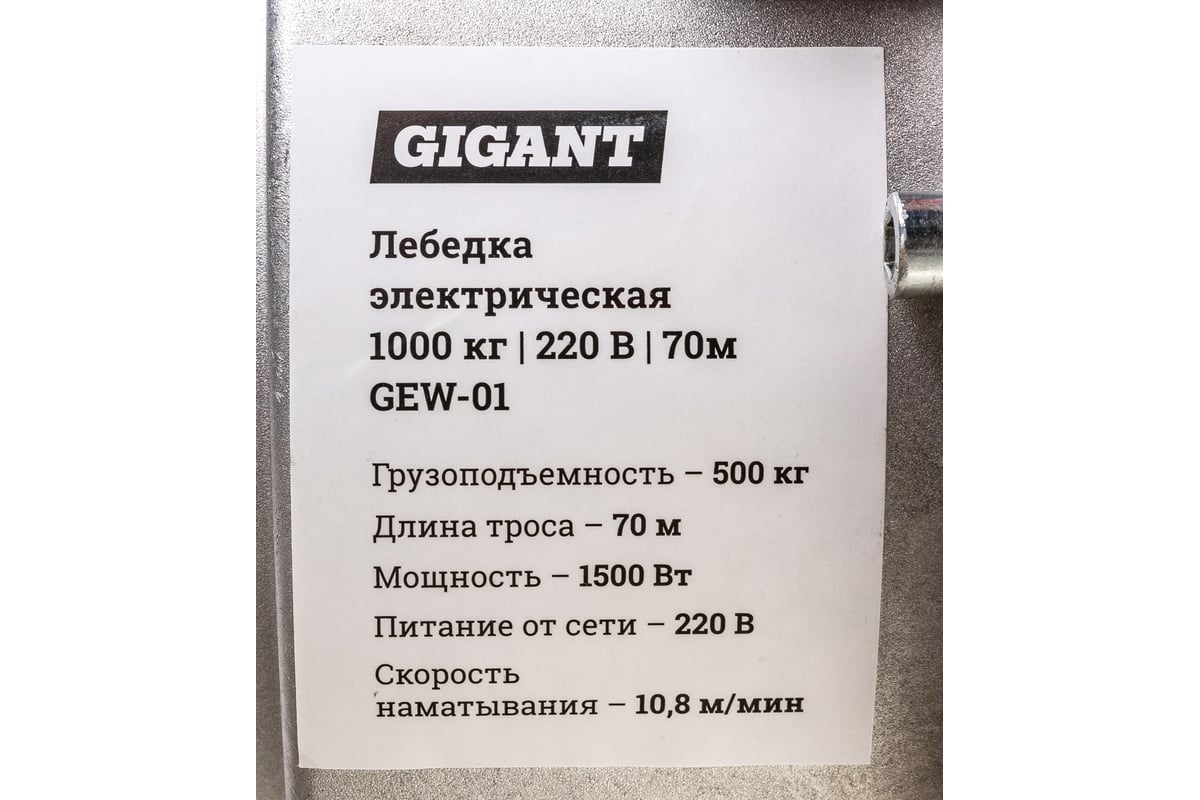 GIGANT
Лебедка
электрическая
1000 кг | 220 В | 70м
GEW-01
Грузоподъемность – 500 кг
Длина троса – 70 м
Мощность – 1500 Вт
Питание от сети – 220 В
Скорость
наматывания – 10,8 м/мин